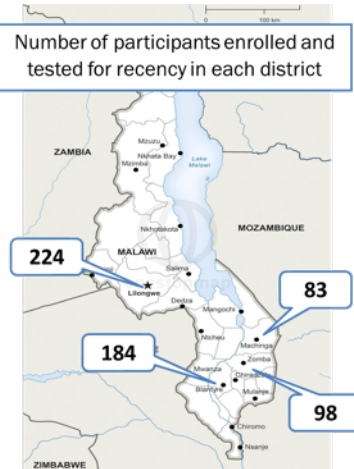 0 100 km
Number of participants enrolled and
tested for recency in each district
ZAMBIA
Mzuzu
Nkhata Bay
Mzimba
Lake
Malawi
Nkhotakota
MOZAMBIQUE
MALAWI
224
Salima
Lilongwe
Dedza
83
Mangochi
Ntcheu
Machinga
184
Zomba
Mwanza
Blantyre
Mulanje
98
Chiromo
Nsanje
ZIMBABWE